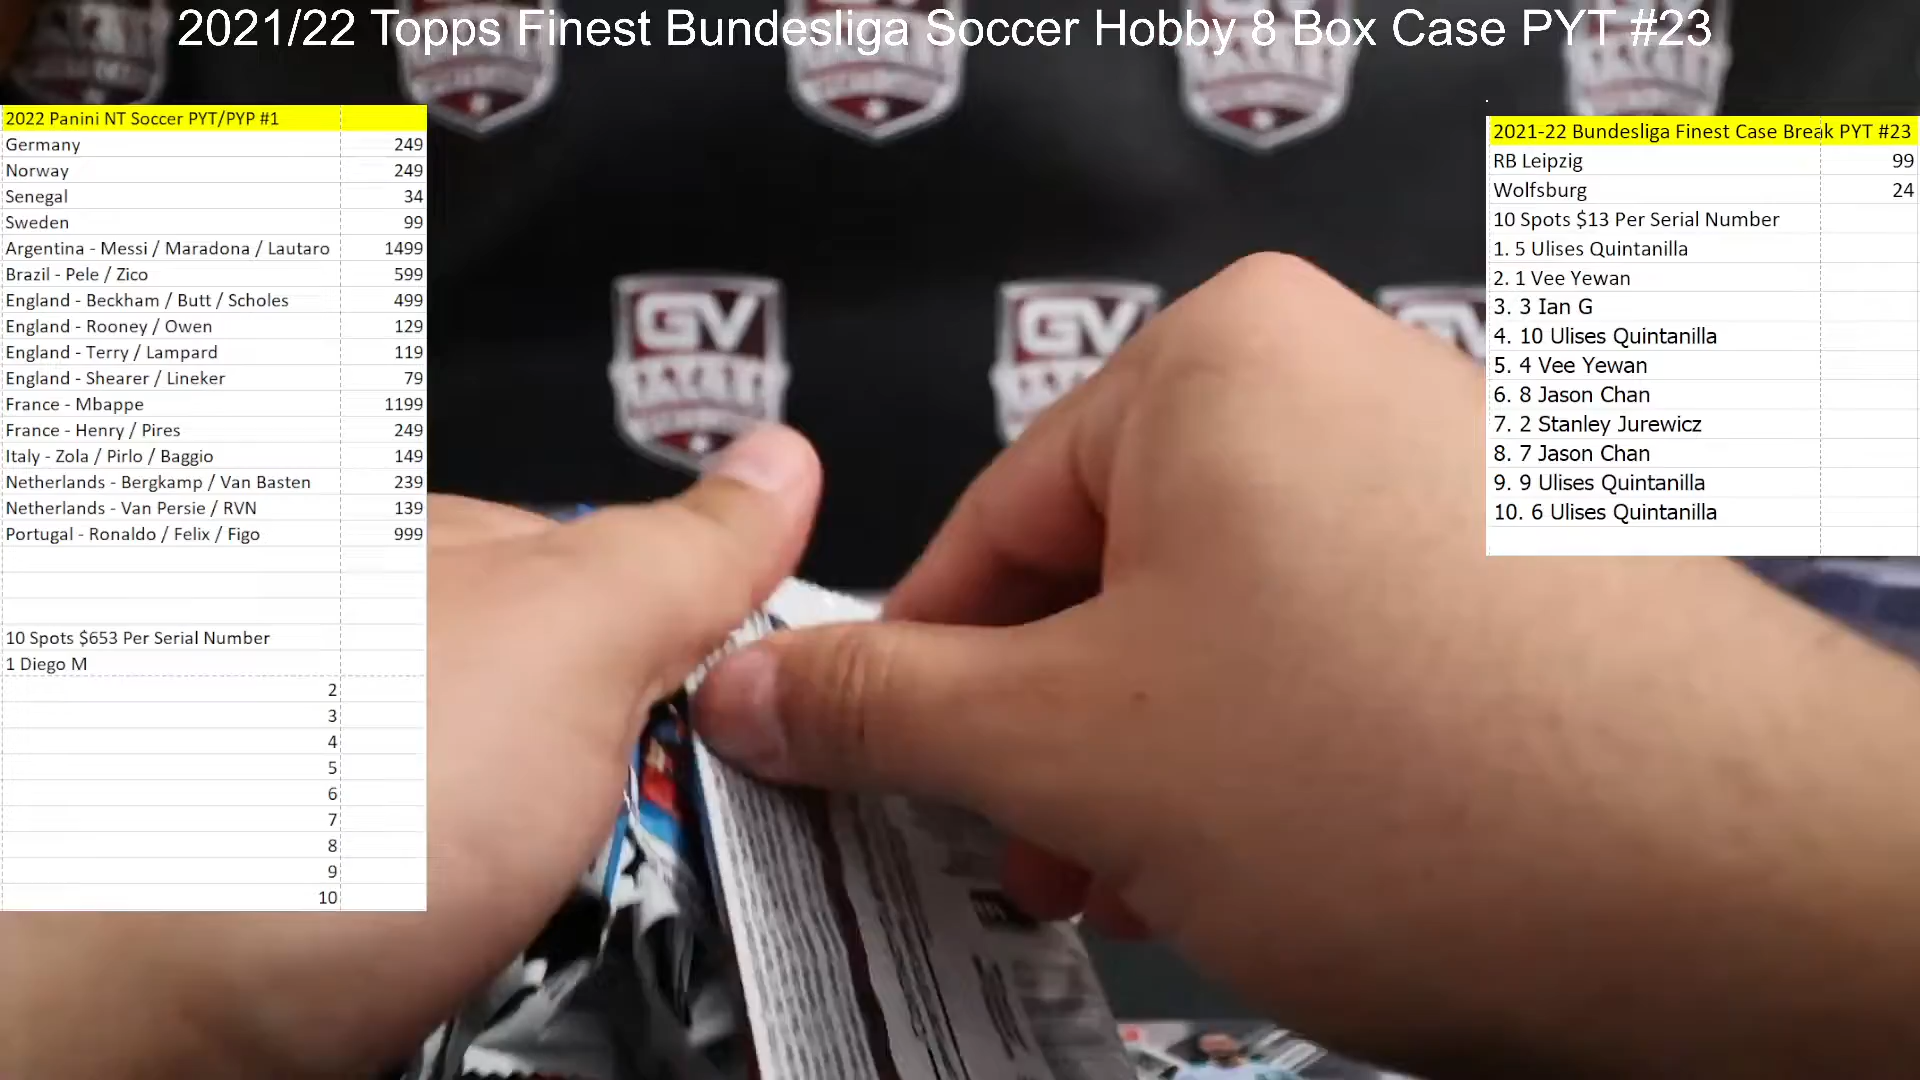 2021/22 Topps Finest Bundesliga Soccer Hobby 8 Box Case PYT #23
2022 Panini NT Soccer PYT/PYP #1
Germany 249
Norway 249
Senegal 34
Sweden 99
Argentina - Messi / Maradona / Lautaro 1499
Brazil - Pele / Zico 599
England - Beckham / Butt / Scholes 499
England - Rooney / Owen 129
England - Terry / Lampard 119
England - Shearer / Lineker 79
France - Mbappe 1199
France - Henry / Pires 249
Italy - Zola / Pirlo / Baggio 149
Netherlands - Bergkamp / Van Basten 239
Netherlands - Van Persie / RVN 139
Portugal - Ronaldo / Felix / Figo 999
10 Spots $653 Per Serial Number
1 Diego M
2
3
4
5
6
7
8
9
10
2021-22 Bundesliga Finest Case Break PYT #23
RB Leipzig 99
Wolfsburg 24
10 Spots $13 Per Serial Number
1. 5 Ulises Quintanilla
2. 1 Vee Yewan
3. 3 Ian G
4. 10 Ulises Quintanilla
5. 4 Vee Yewan
6. 8 Jason Chan
7. 2 Stanley Jurewicz
8. 7 Jason Chan
9. 9 Ulises Quintanilla
10. 6 Ulises Quintanilla
GV
GV
GV